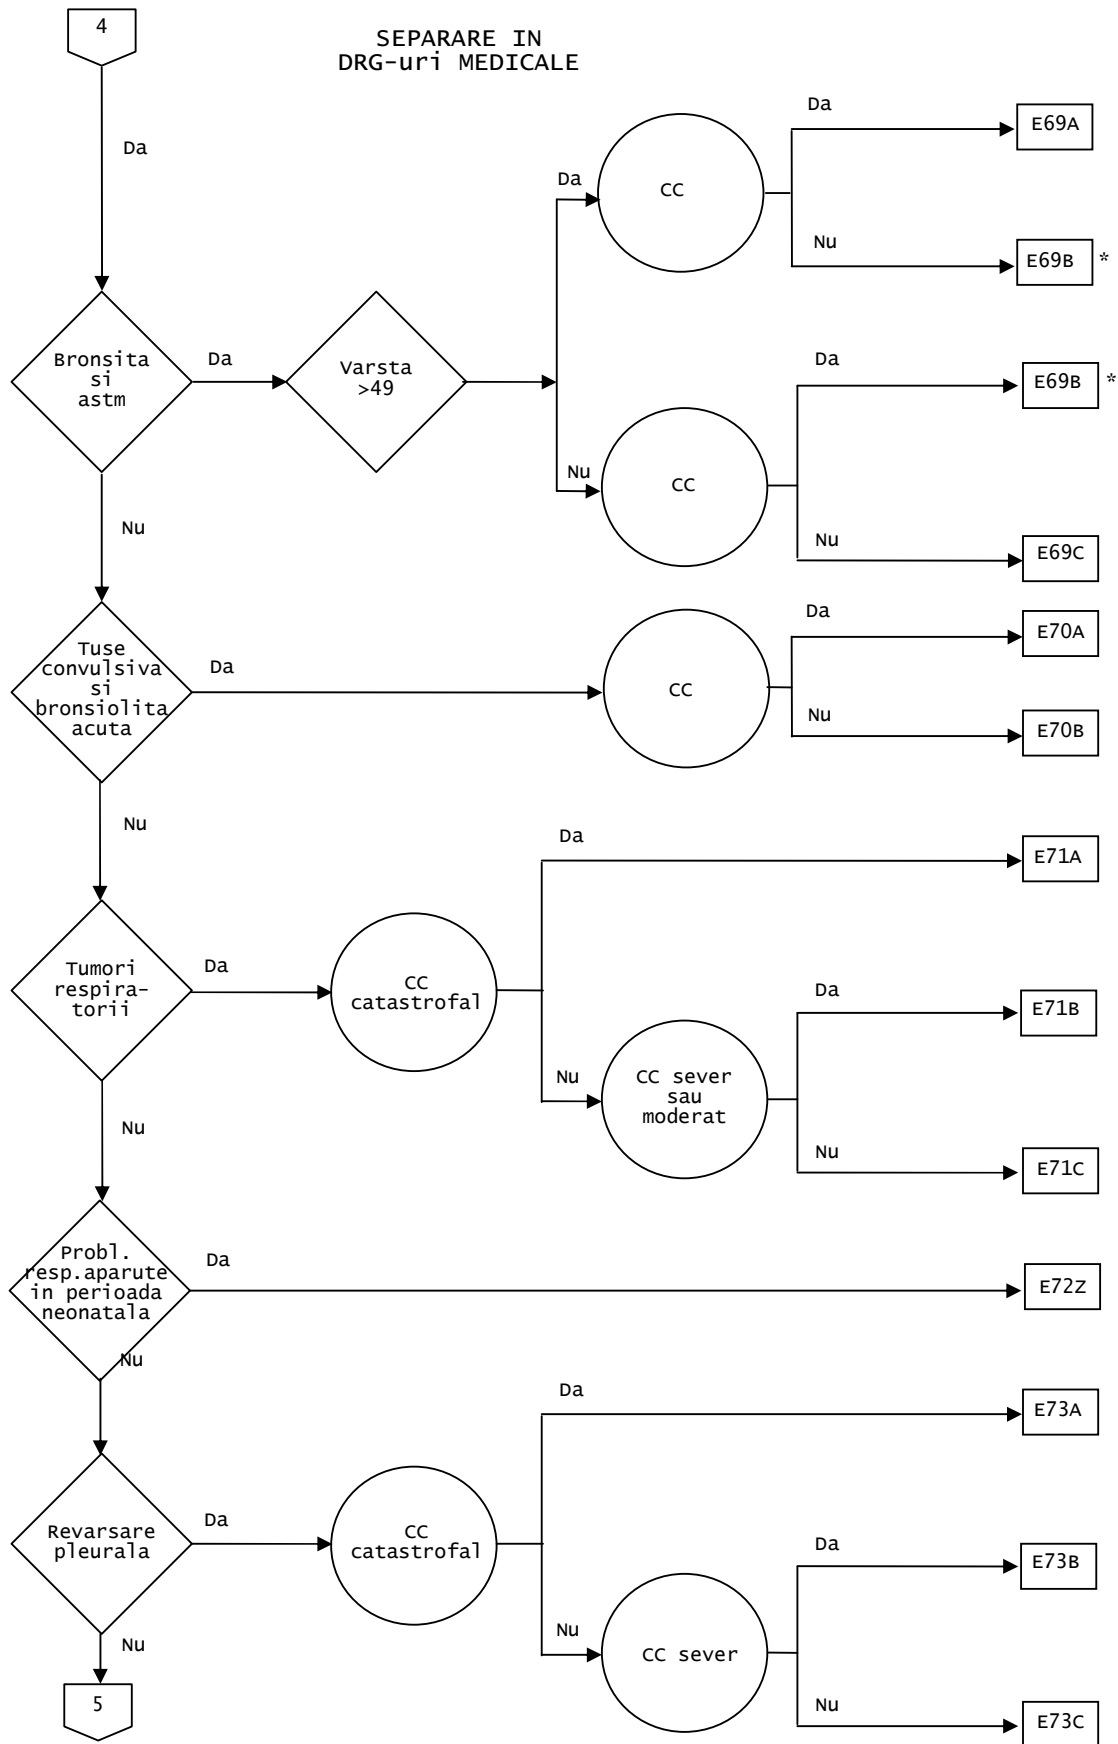 4
SEPARARE IN
DRG-uri MEDICALE
Da
Da
E69A
Da
CC
Nu
E69B *
Bronsita
si
astm
Da
Varsta
>49
Da
E69B *
Nu
CC
Nu
E69C
Nu
Tuse
convulsiva
si
bronsiolita
acuta
Da
CC
Da
E70A
Nu
E70B
Nu
Da
E71A
Tumori
respira-
torii
Da
CC
catastrofal
Da
E71B
Nu
CC sever
sau
moderat
Nu
E71C
Nu
Probl.
resp.aparute
in perioada
neonatala
Da
E72Z
Nu
Da
E73A
Revarsare
pleurala
Da
CC
catastrofal
Da
E73B
Nu
CC sever
Nu
E73C
Nu
5